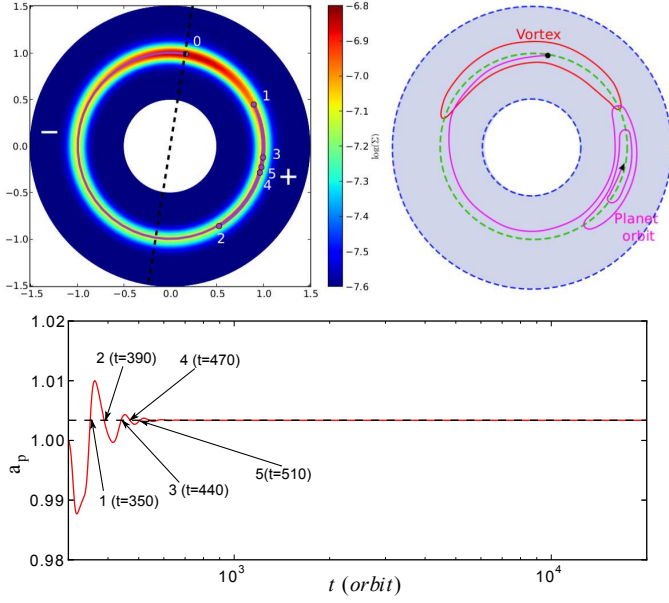 1.5
1.0
0.5
0.0
−0.5
−1.0
−1.5
−1.5 −1.0 −0.5 0.0 0.5 1.0 1.5
0
1
3
5
4
2
−
+
−6.8
−6.9
−7.0
−7.1
−7.2
−7.3
−7.4
−7.5
−7.6
log(Σ)
Vortex
Planet
orbit
1.02
1.01
1.00
0.99
0.98
a_p
2 (t=390)
4 (t=470)
1 (t=350)
3 (t=440)
5(t=510)
10^3
10^4
t (orbit)